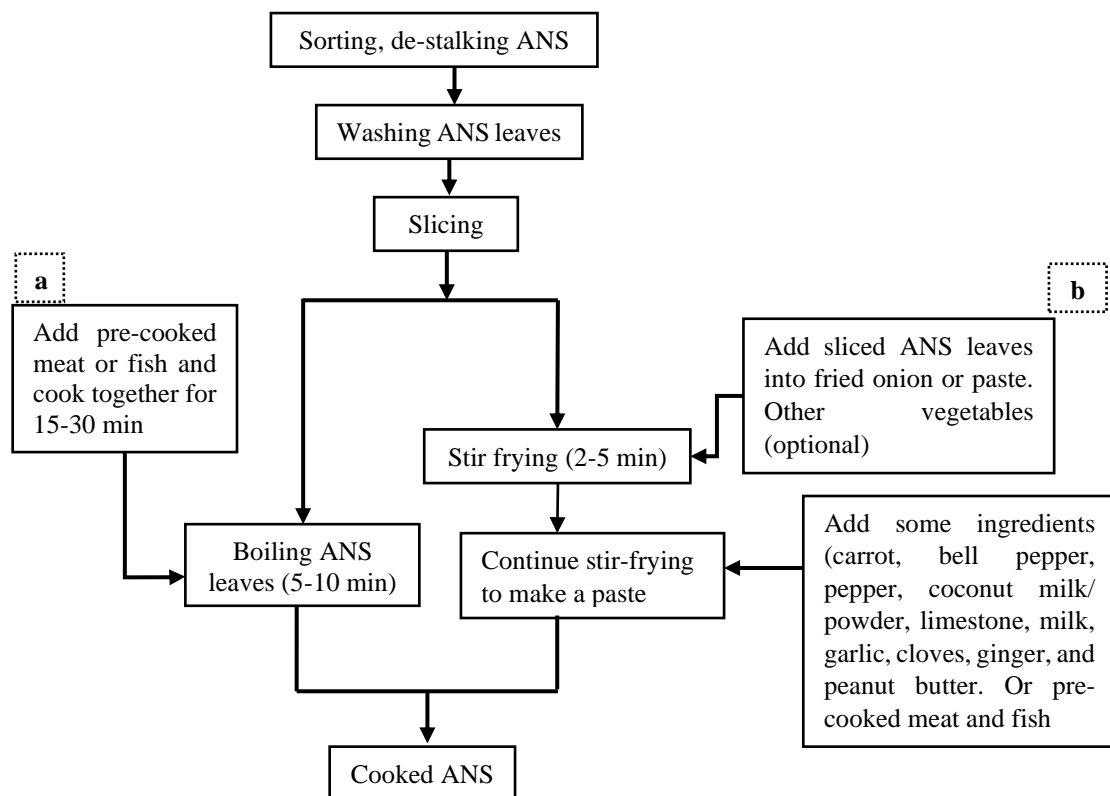 Sorting, de-stalking ANS
Washing ANS leaves
Slicing
a
Add pre-cooked
meat or fish and
cook together for
15-30 min
b
Add sliced ANS leaves
into fried onion or paste.
Other vegetables
(optional)
Stir frying (2-5 min)
Boiling ANS
leaves (5-10 min)
Continue stir-frying
to make a paste
Add some ingredients
(carrot, bell pepper,
pepper, coconut milk/
powder, limestone, milk,
garlic, cloves, ginger, and
peanut butter. Or pre-
cooked meat and fish
Cooked ANS